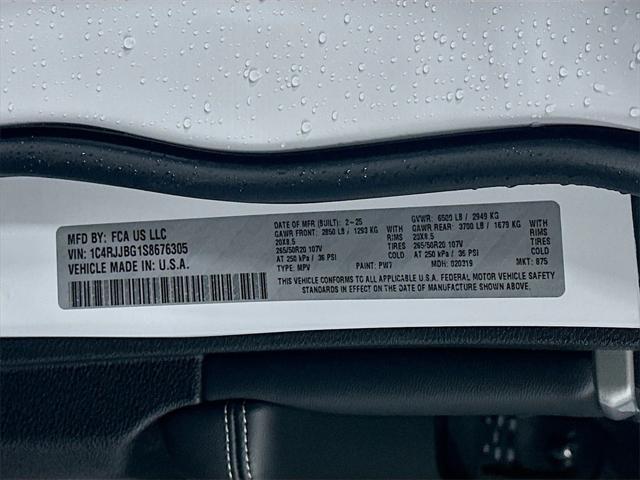 MFD BY: FCA US LLC
VIN: 1C4RJJBG1S8676305
VEHICLE MADE IN: U.S.A.
DATE OF MFR (BUILT): 2-25 GVWR: 6500 LB / 2949 KG
GAWR FRONT: 2850 LB / 1293 KG WITH GAWR REAR: 3700 LB / 1679 KG WITH
20X8.5 RIMS 20X8.5 RIMS
265/50R20 107V TIRES 265/50R20 107V TIRES
AT 250 kPa / 36 PSI COLD AT 250 kPa / 36 PSI COLD
TYPE: MPV PAINT: PW7 MDH: 020319 MKT: 875
THIS VEHICLE CONFORMS TO ALL APPLICABLE U.S.A. FEDERAL MOTOR VEHICLE SAFETY
STANDARDS IN EFFECT ON THE DATE OF MANUFACTURE SHOWN ABOVE.